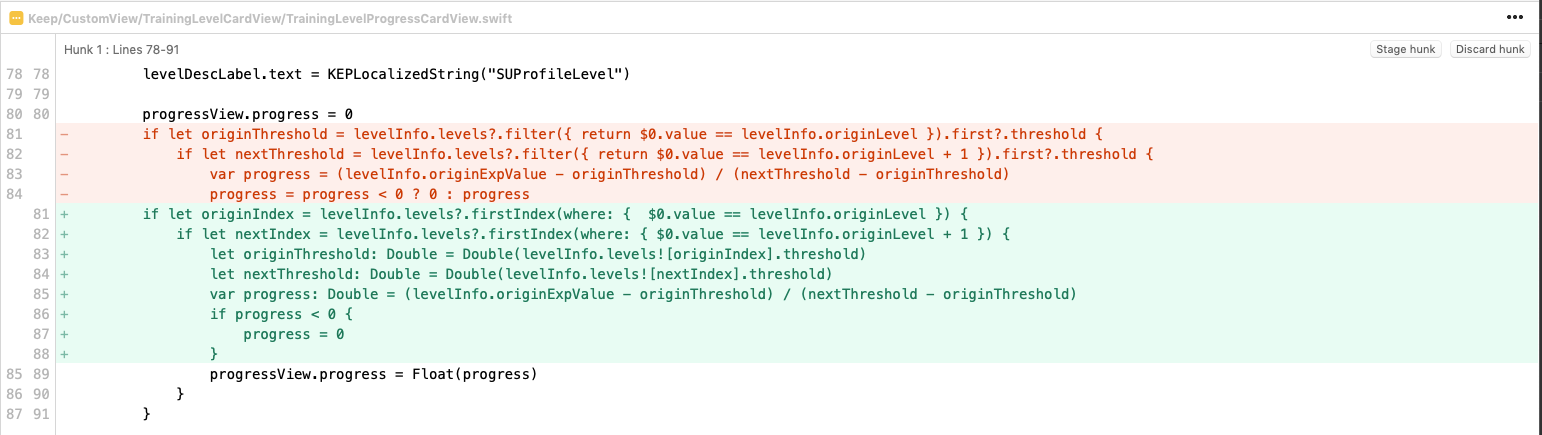 Keep/CustomView/TrainingLevelCardView/TrainingLevelProgressCardView.swift
Hunk 1 : Lines 78-91 Stage hunk Discard hunk
78 78 levelDescLabel.text = KEPLocalizedString("SUProfileLevel")
79 79
80 80 progressView.progress = 0
81 - if let originThreshold = levelInfo.levels?.filter({ return $0.value == levelInfo.originLevel }).first?.threshold {
82 - if let nextThreshold = levelInfo.levels?.filter({ return $0.value == levelInfo.originLevel + 1 }).first?.threshold {
83 - var progress = (levelInfo.originExpValue - originThreshold) / (nextThreshold - originThreshold)
84 - progress = progress < 0 ? 0 : progress
81 + if let originIndex = levelInfo.levels?.firstIndex(where: {  $0.value == levelInfo.originLevel }) {
82 + if let nextIndex = levelInfo.levels?.firstIndex(where: { $0.value == levelInfo.originLevel + 1 }) {
83 + let originThreshold: Double = Double(levelInfo.levels![originIndex].threshold)
84 + let nextThreshold: Double = Double(levelInfo.levels![nextIndex].threshold)
85 + var progress: Double = (levelInfo.originExpValue - originThreshold) / (nextThreshold - originThreshold)
86 + if progress < 0 {
87 + progress = 0
88 + }
85 89 progressView.progress = Float(progress)
86 90 }
87 91 }